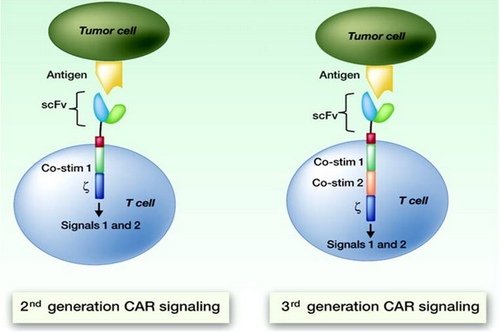 Tumor cell
Antigen
scFv
Co-stim 1
ζ
T cell
Signals 1 and 2
2nd generation CAR signaling
Tumor cell
Antigen
scFv
Co-stim 1
Co-stim 2
ζ
T cell
Signals 1 and 2
3rd generation CAR signaling